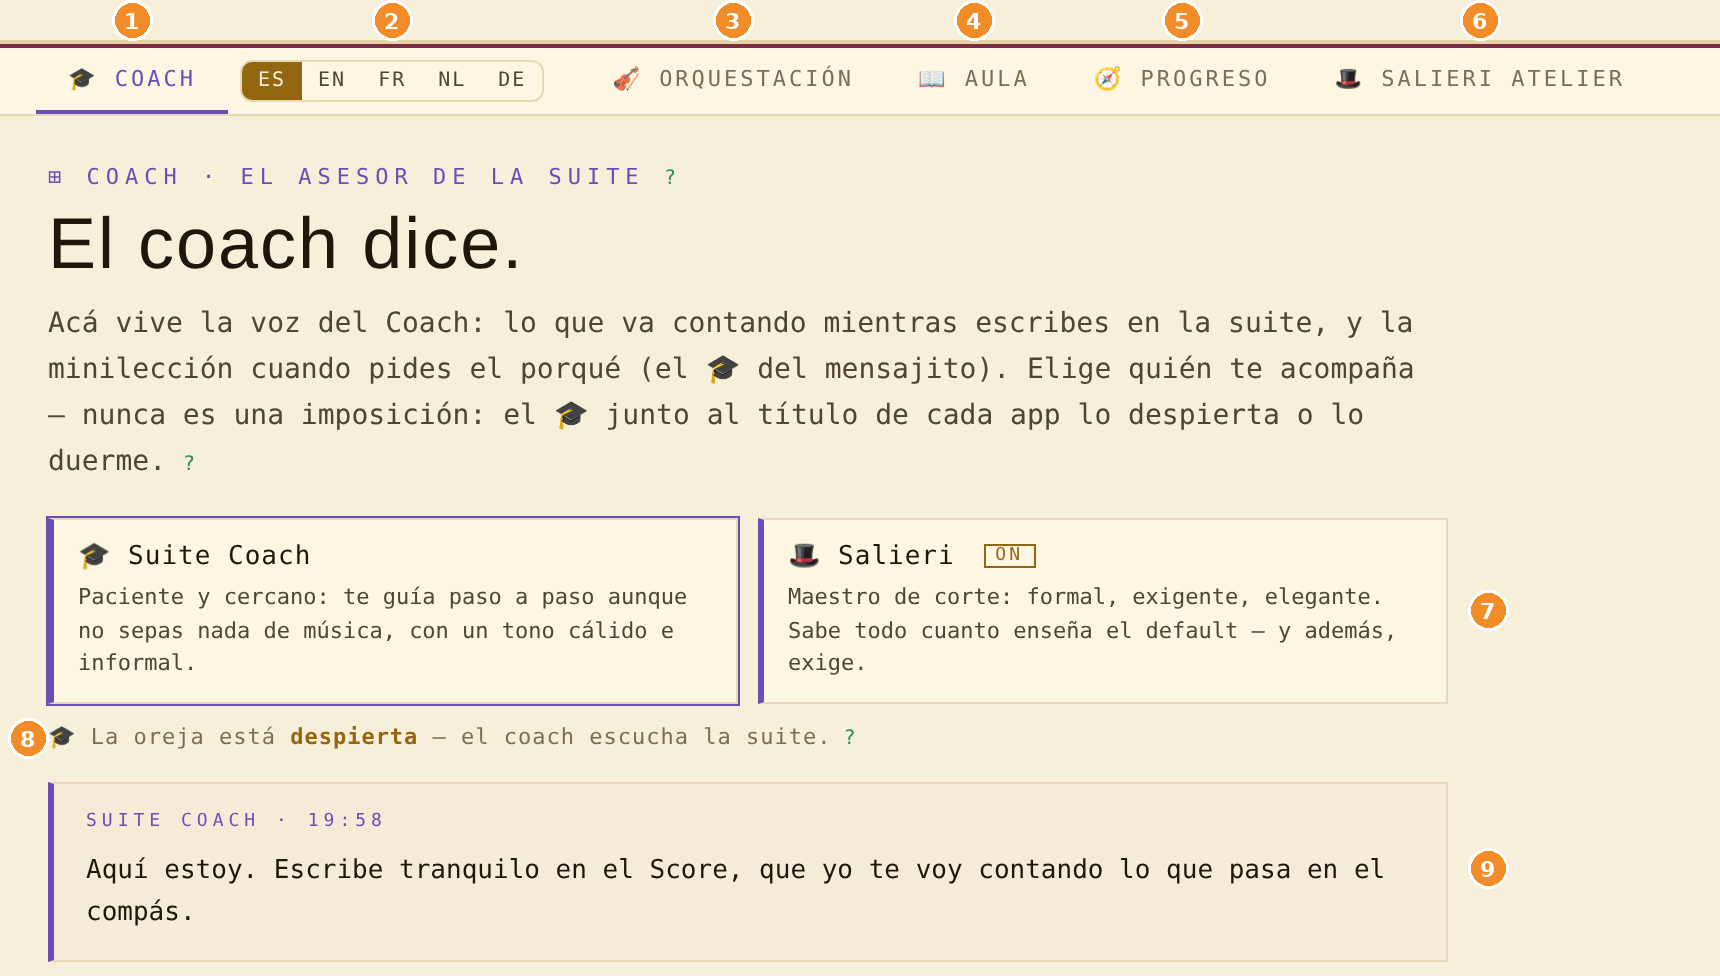 1 2 3 4 5 6
🎓 COACH ES EN FR NL DE 🎻 ORQUESTACIÓN 📖 AULA 🧭 PROGRESO 🎩 SALIERI ATELIER
⊞ COACH · EL ASESOR DE LA SUITE ?
El coach dice.
Acá vive la voz del Coach: lo que va contando mientras escribes en la suite, y la
minilección cuando pides el porqué (el 🎓 del mensajito). Elige quién te acompaña
— nunca es una imposición: el 🎓 junto al título de cada app lo despierta o lo
duerme. ?
🎓 Suite Coach
Paciente y cercano: te guía paso a paso aunque
no sepas nada de música, con un tono cálido e
informal.
🎩 Salieri ON
Maestro de corte: formal, exigente, elegante.
Sabe todo cuanto enseña el default — y además,
exige.
7
8 🎓 La oreja está despierta — el coach escucha la suite. ?
SUITE COACH · 19:58
Aquí estoy. Escribe tranquilo en el Score, que yo te voy contando lo que pasa en el
compás.
9